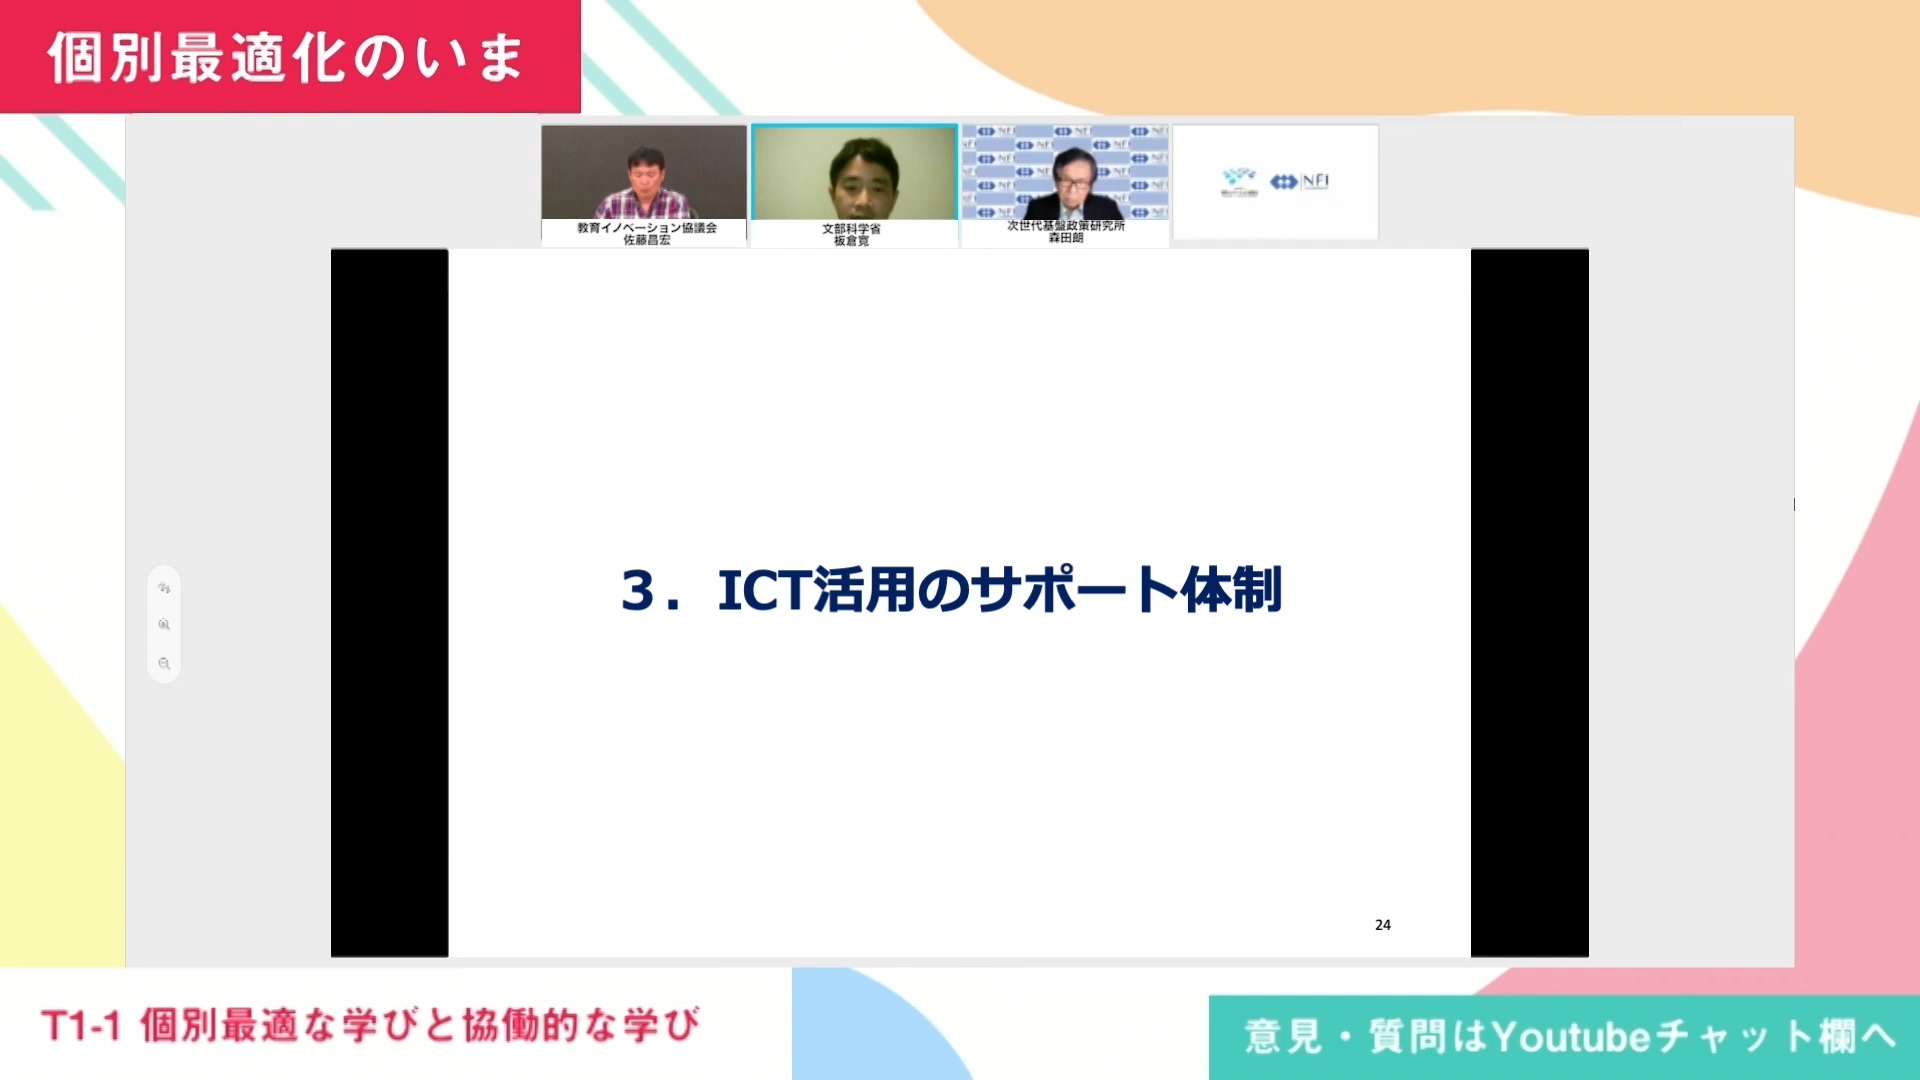 個別最適化のいま
教育イノベーション協議会
佐藤昌宏
文部科学省
板倉寛
次世代基盤政策研究所
森田朗
NFI
3．ICT活用のサポート体制
24
T1-1 個別最適な学びと協働的な学び
意見・質問はYoutubeチャット欄へ